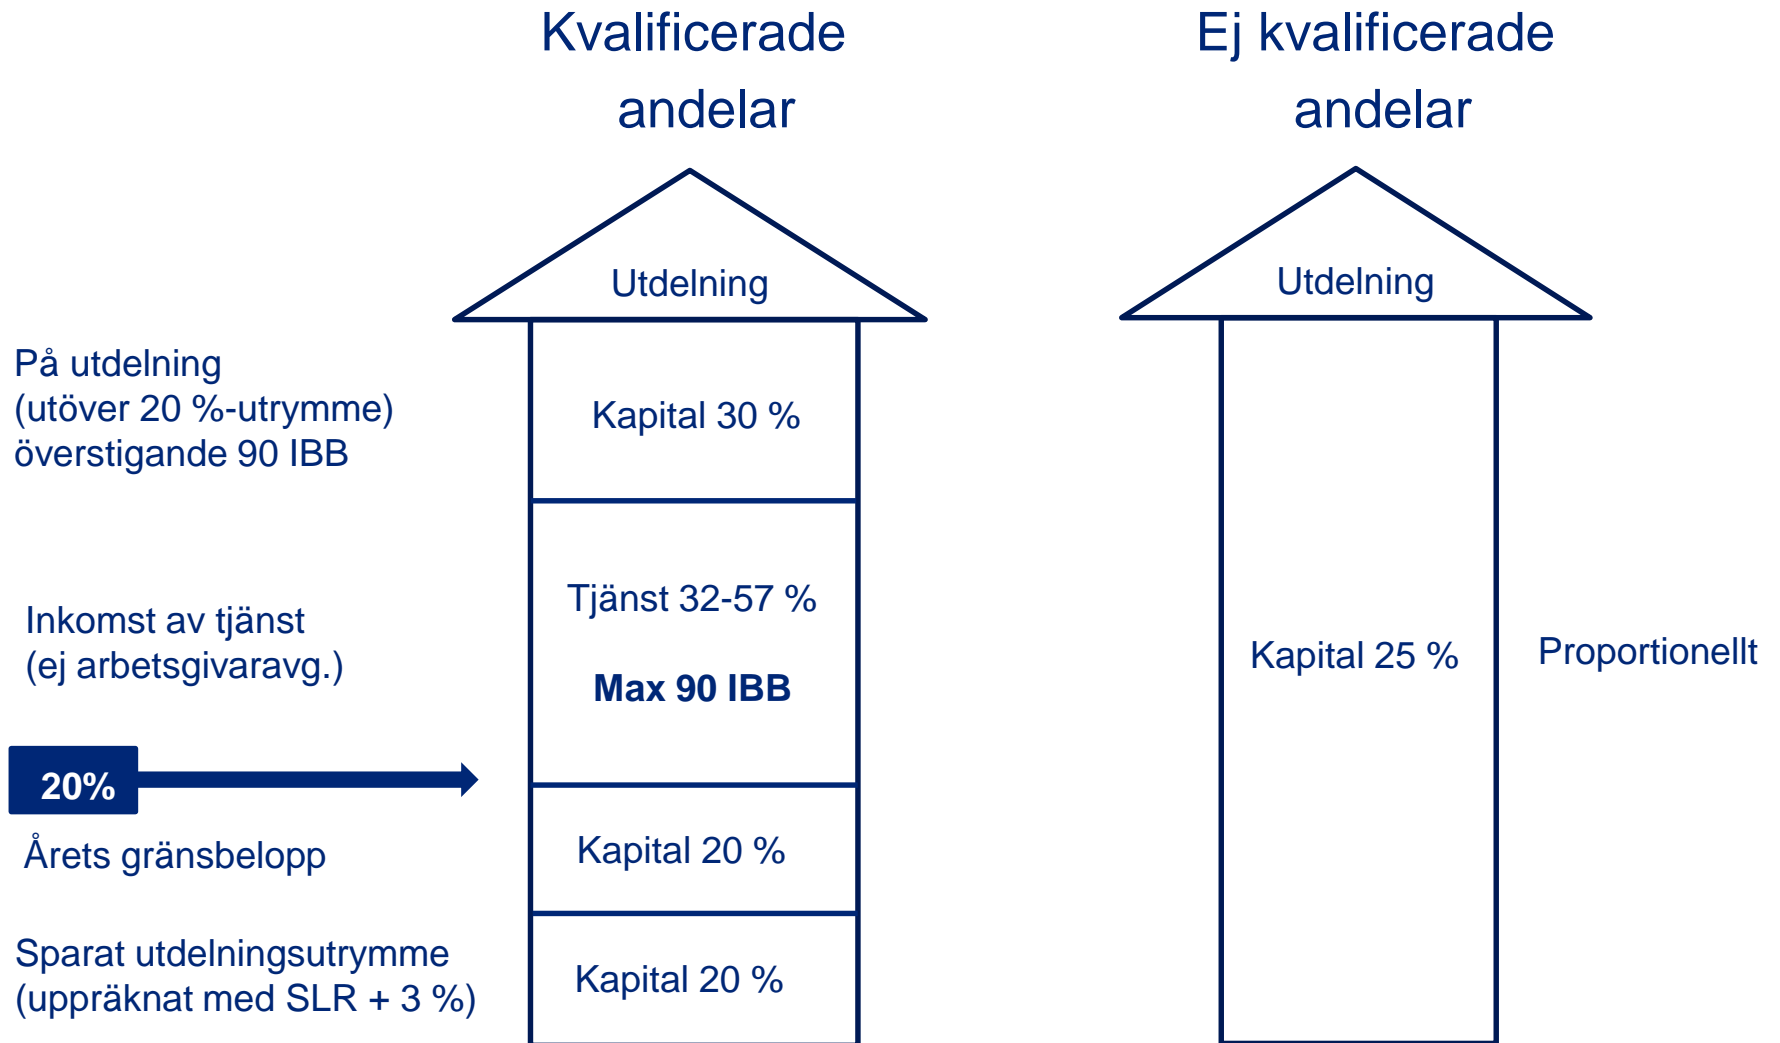 Kvalificerade
andelar
Ej kvalificerade
andelar
Utdelning
Utdelning
På utdelning
(utöver 20 %-utrymme)
överstigande 90 IBB
Kapital 30 %
Inkomst av tjänst
(ej arbetsgivaravg.)
Tjänst 32-57 %
Max 90 IBB
Kapital 25 %
Proportionellt
20%
Årets gränsbelopp
Kapital 20 %
Sparat utdelningsutrymme
(uppräknat med SLR + 3 %)
Kapital 20 %